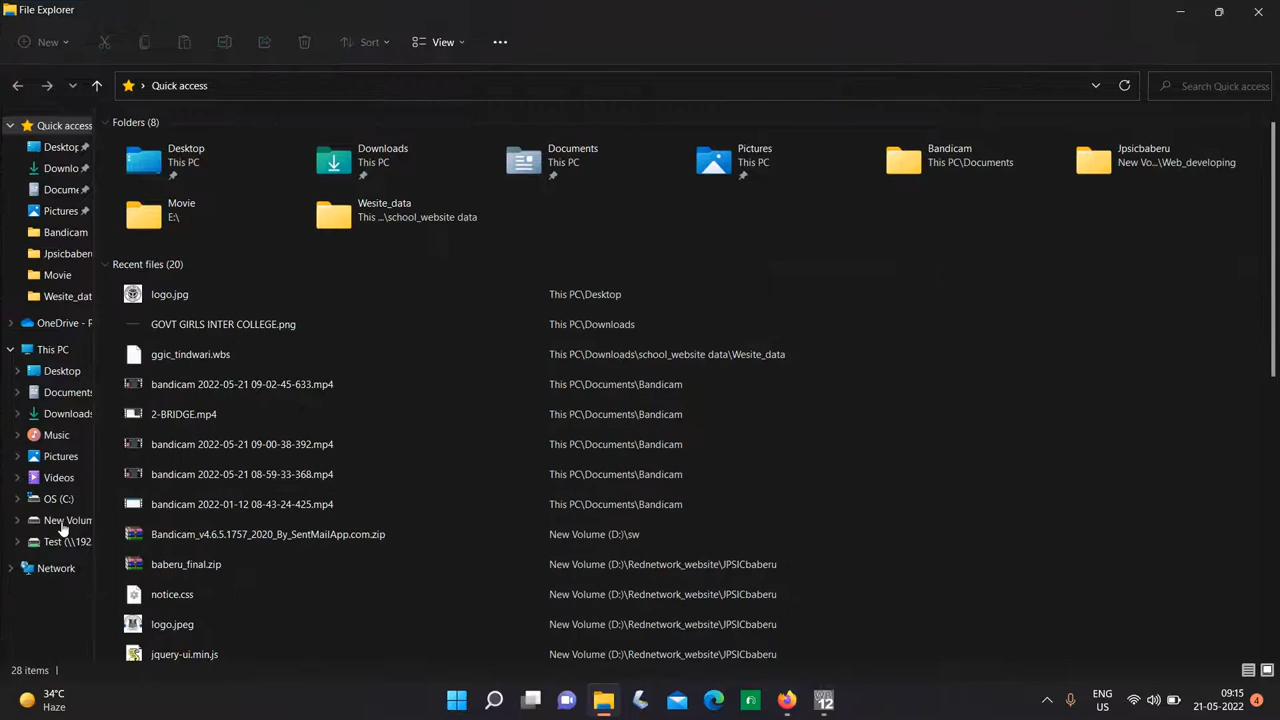 File Explorer
New
Sort
View
Quick access
Search Quick access
Quick access
Desktop
Downlo
Docume
Pictures
Bandicam
Jpsicbaberu
Movie
Wesite_dat
OneDrive - P
This PC
Desktop
Documents
Downloads
Music
Pictures
Videos
OS (C:)
New Volum
Test (\\192
Network
Folders (8)
Desktop
This PC
Downloads
This PC
Documents
This PC
Pictures
This PC
Bandicam
This PC\Documents
Jpsicbaberu
New Vo...\Web_developing
Movie
E:\
Wesite_data
This ...\school_website data
Recent files (20)
logo.jpg This PC\Desktop
GOVT GIRLS INTER COLLEGE.png This PC\Downloads
ggic_tindwari.wbs This PC\Downloads\school_website data\Wesite_data
bandicam 2022-05-21 09-02-45-633.mp4 This PC\Documents\Bandicam
2-BRIDGE.mp4 This PC\Documents\Bandicam
bandicam 2022-05-21 09-00-38-392.mp4 This PC\Documents\Bandicam
bandicam 2022-05-21 08-59-33-368.mp4 This PC\Documents\Bandicam
bandicam 2022-01-12 08-43-24-425.mp4 This PC\Documents\Bandicam
Bandicam_v4.6.5.1757_2020_By_SentMailApp.com.zip New Volume (D:)\sw
baberu_final.zip New Volume (D:)\Rednetwork_website\JPSICbaberu
notice.css New Volume (D:)\Rednetwork_website\JPSICbaberu
logo.jpeg New Volume (D:)\Rednetwork_website\JPSICbaberu
jquery-ui.min.js New Volume (D:)\Rednetwork_website\JPSICbaberu
28 items
34°C
Haze
12
ENG
US
09:15
21-05-2022
4